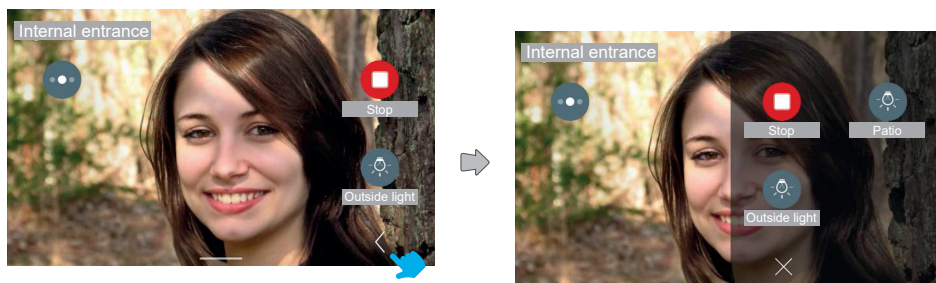 Internal entrance
Stop
Outside light
Internal entrance
Stop
Patio
Outside light